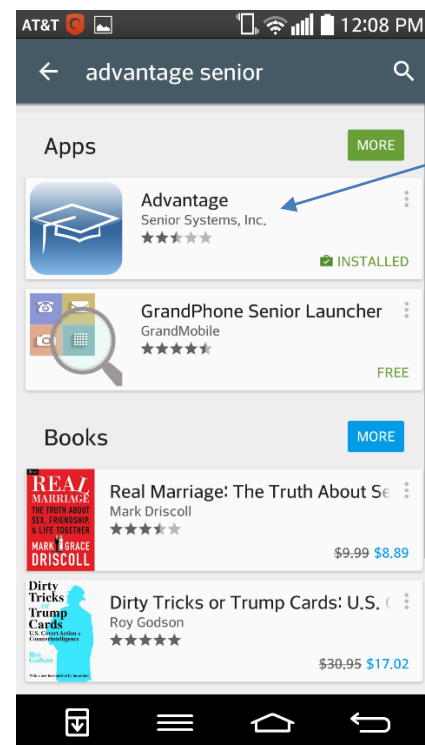 AT&T 12:08 PM
advantage senior
Apps MORE
Advantage
Senior Systems, Inc.
INSTALLED
GrandPhone Senior Launcher
GrandMobile
FREE
Books MORE
REAL
MARRIAGE
THE TRUTH ABOUT
SEX, FRIENDSHIP,
& LIFE TOGETHER
MARK GRACE
DRISCOLL
Real Marriage: The Truth About Se
Mark Driscoll
$9.99 $8.89
Dirty
Tricks
or
Trump
Cards
U.S. Covert Action &
Counterintelligence
Roy
Godson
Dirty Tricks or Trump Cards: U.S. C
Roy Godson
$30.95 $17.02